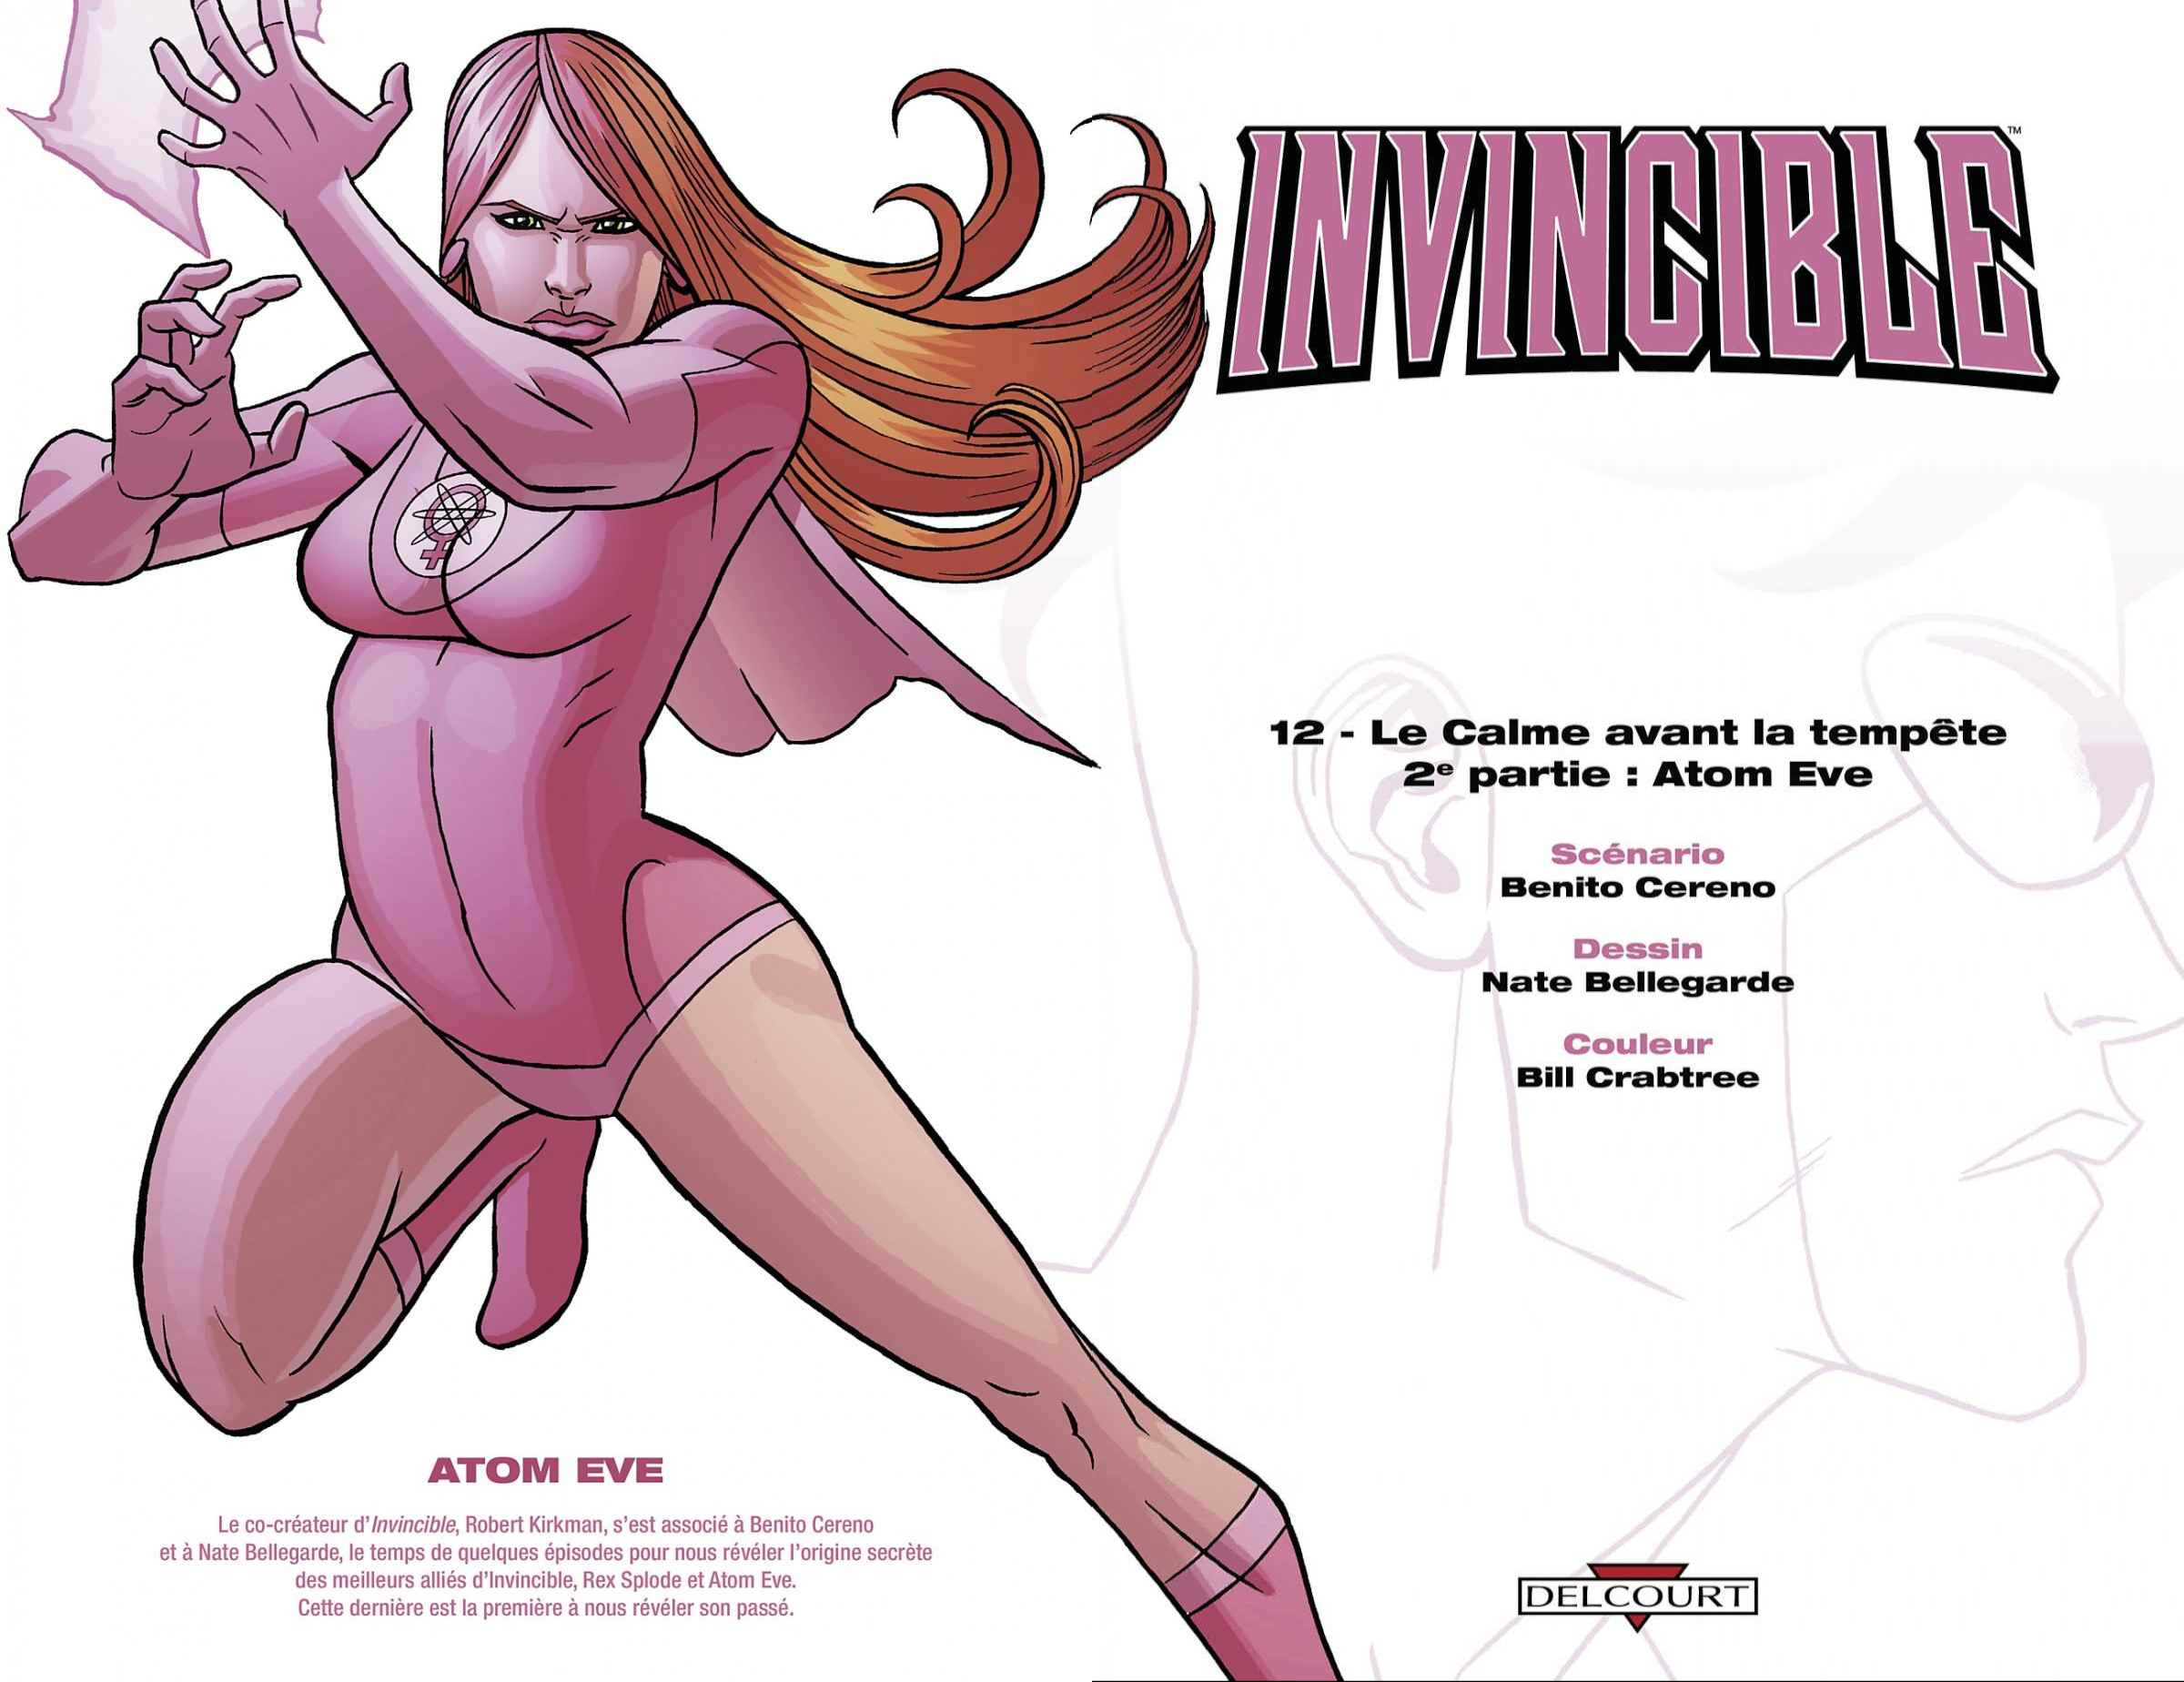 ATOM EVE
Le co-créateur d'Invincible, Robert Kirkman, s'est associé à Benito Cereno
et à Nate Bellegarde, le temps de quelques épisodes pour nous révéler l'origine secrète
des meilleurs alliés d'Invincible, Rex Splode et Atom Eve.
Cette dernière est la première à nous révéler son passé.
INVINCIBLE™
12 - Le Calme avant la tempête
2e partie : Atom Eve
Scénario
Benito Cereno
Dessin
Nate Bellegarde
Couleur
Bill Crabtree
DELCOURT